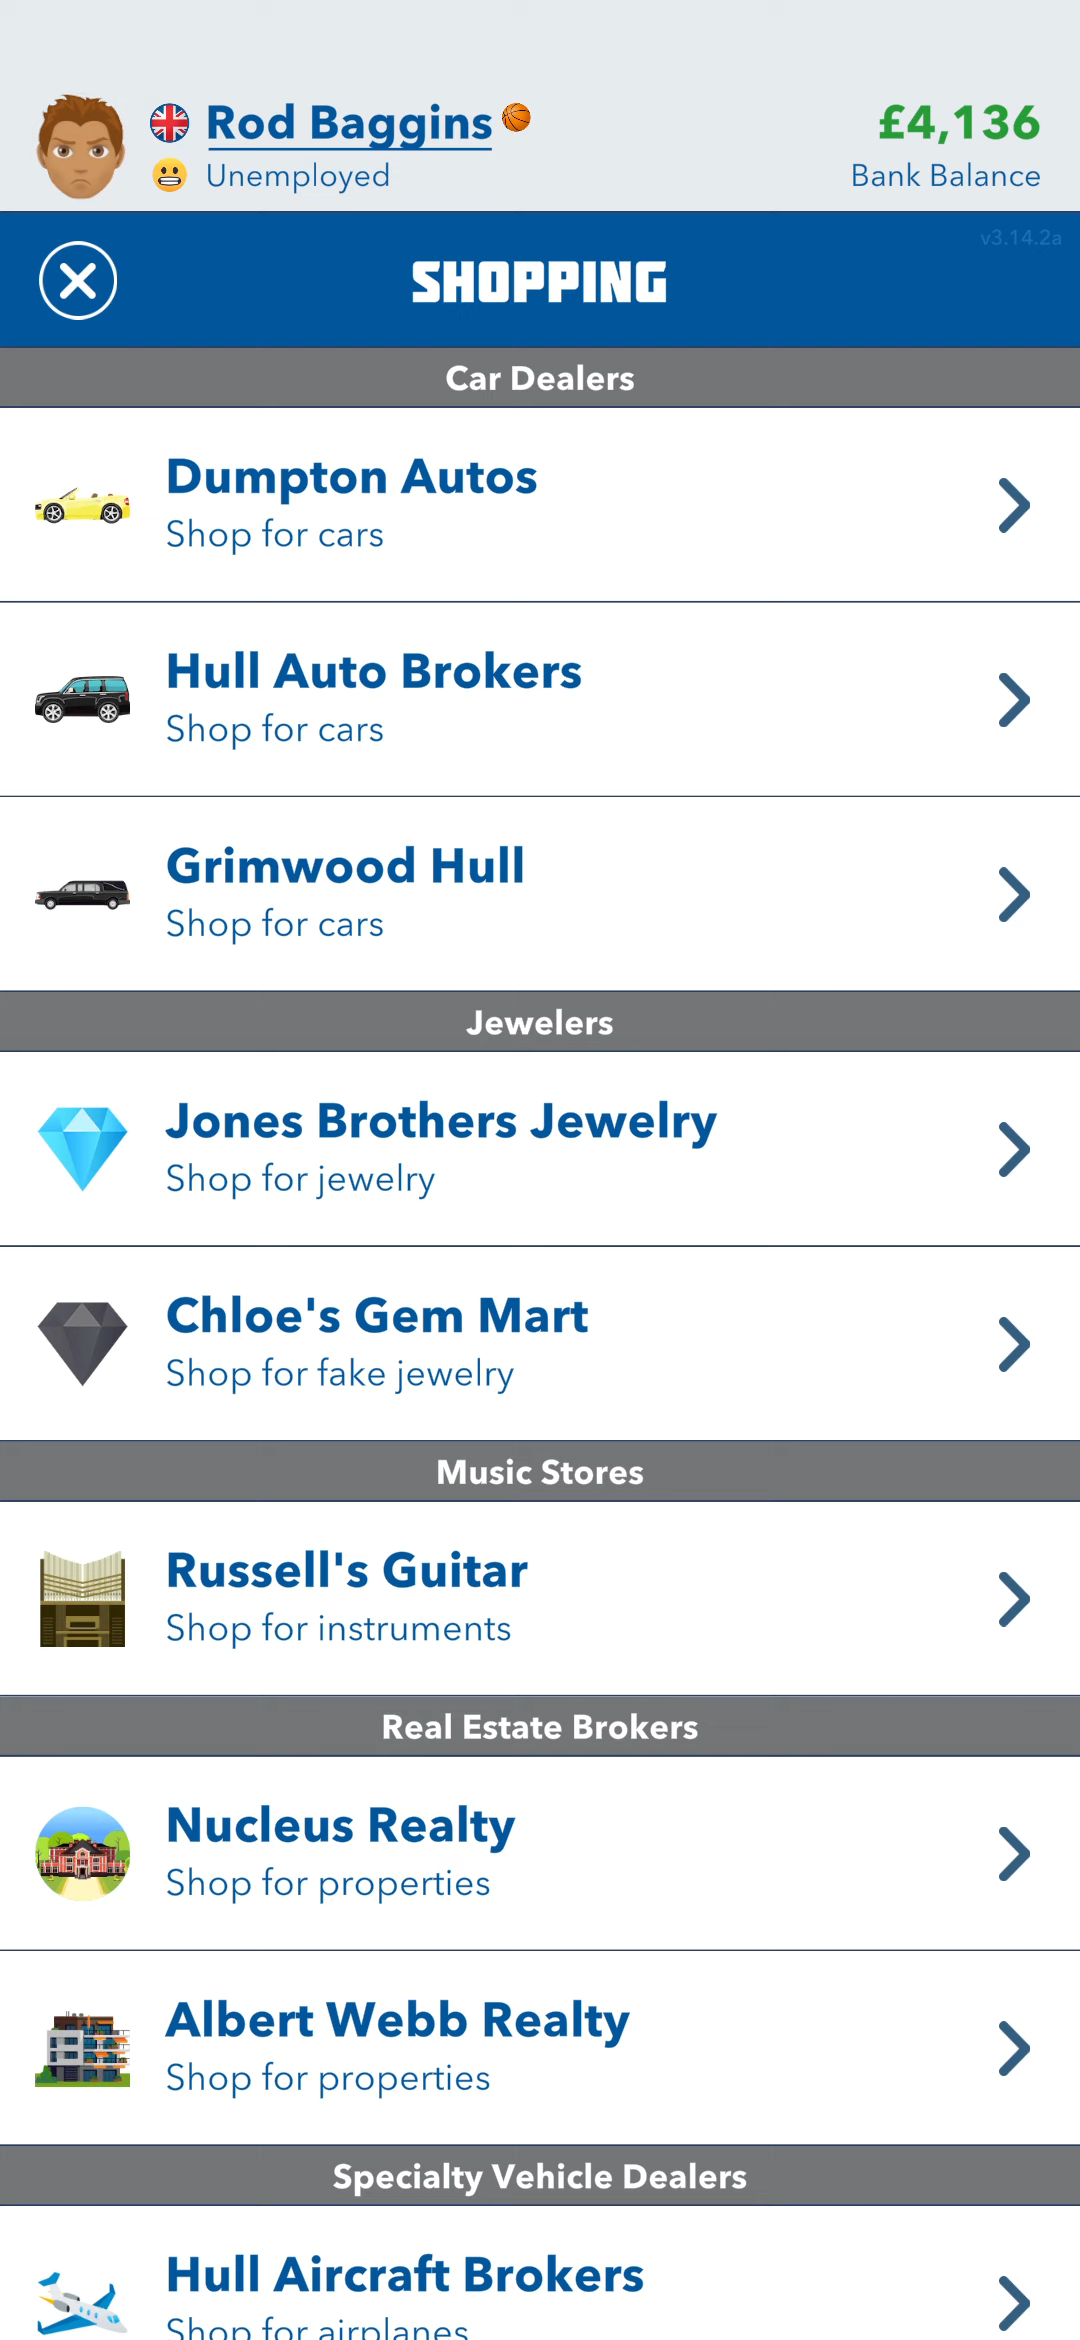 Rod Baggins
£4,136
Unemployed
Bank Balance
v3.14.2a
SHOPPING
Car Dealers
Dumpton Autos
Shop for cars
Hull Auto Brokers
Shop for cars
Grimwood Hull
Shop for cars
Jewelers
Jones Brothers Jewelry
Shop for jewelry
Chloe's Gem Mart
Shop for fake jewelry
Music Stores
Russell's Guitar
Shop for instruments
Real Estate Brokers
Nucleus Realty
Shop for properties
Albert Webb Realty
Shop for properties
Specialty Vehicle Dealers
Hull Aircraft Brokers
Shop for airplanes